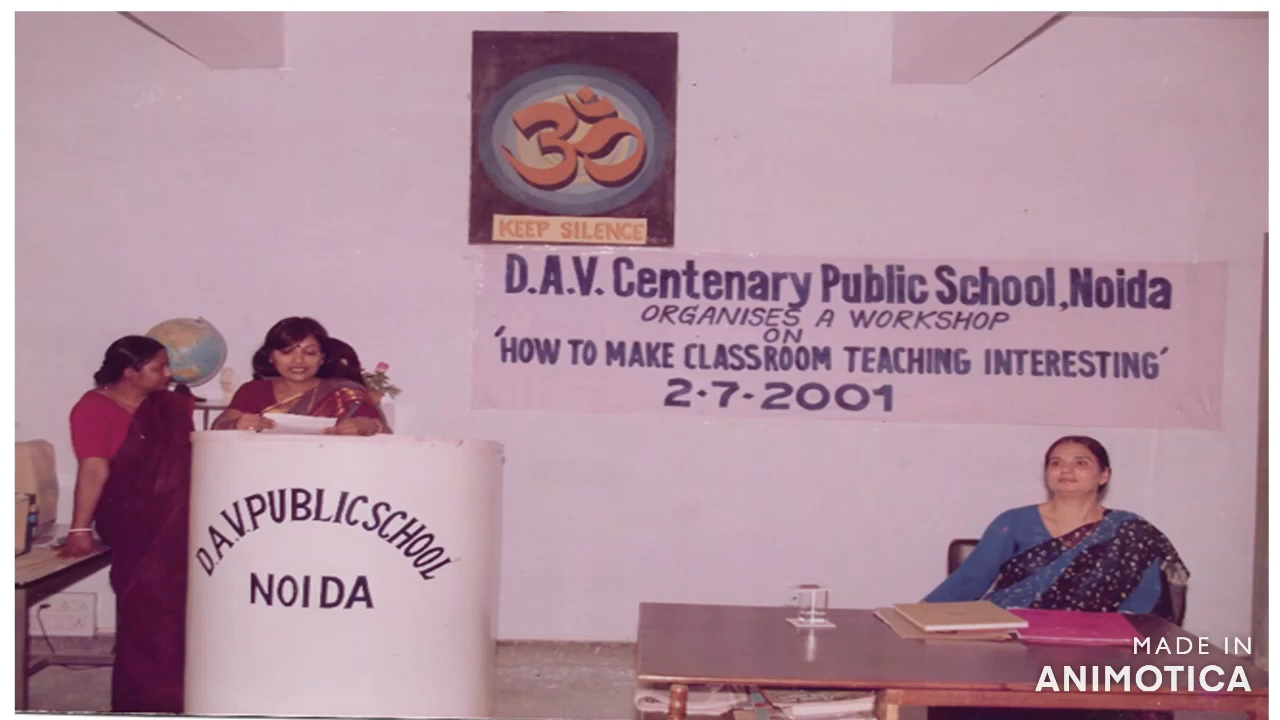 ॐ
KEEP SILENCE
D.A.V. Centenary Public School, Noida
ORGANISES A WORKSHOP
ON
'HOW TO MAKE CLASSROOM TEACHING INTERESTING'
2·7·2001
D.A.V. PUBLIC SCHOOL
NOIDA
MADE IN
ANIMOTICA